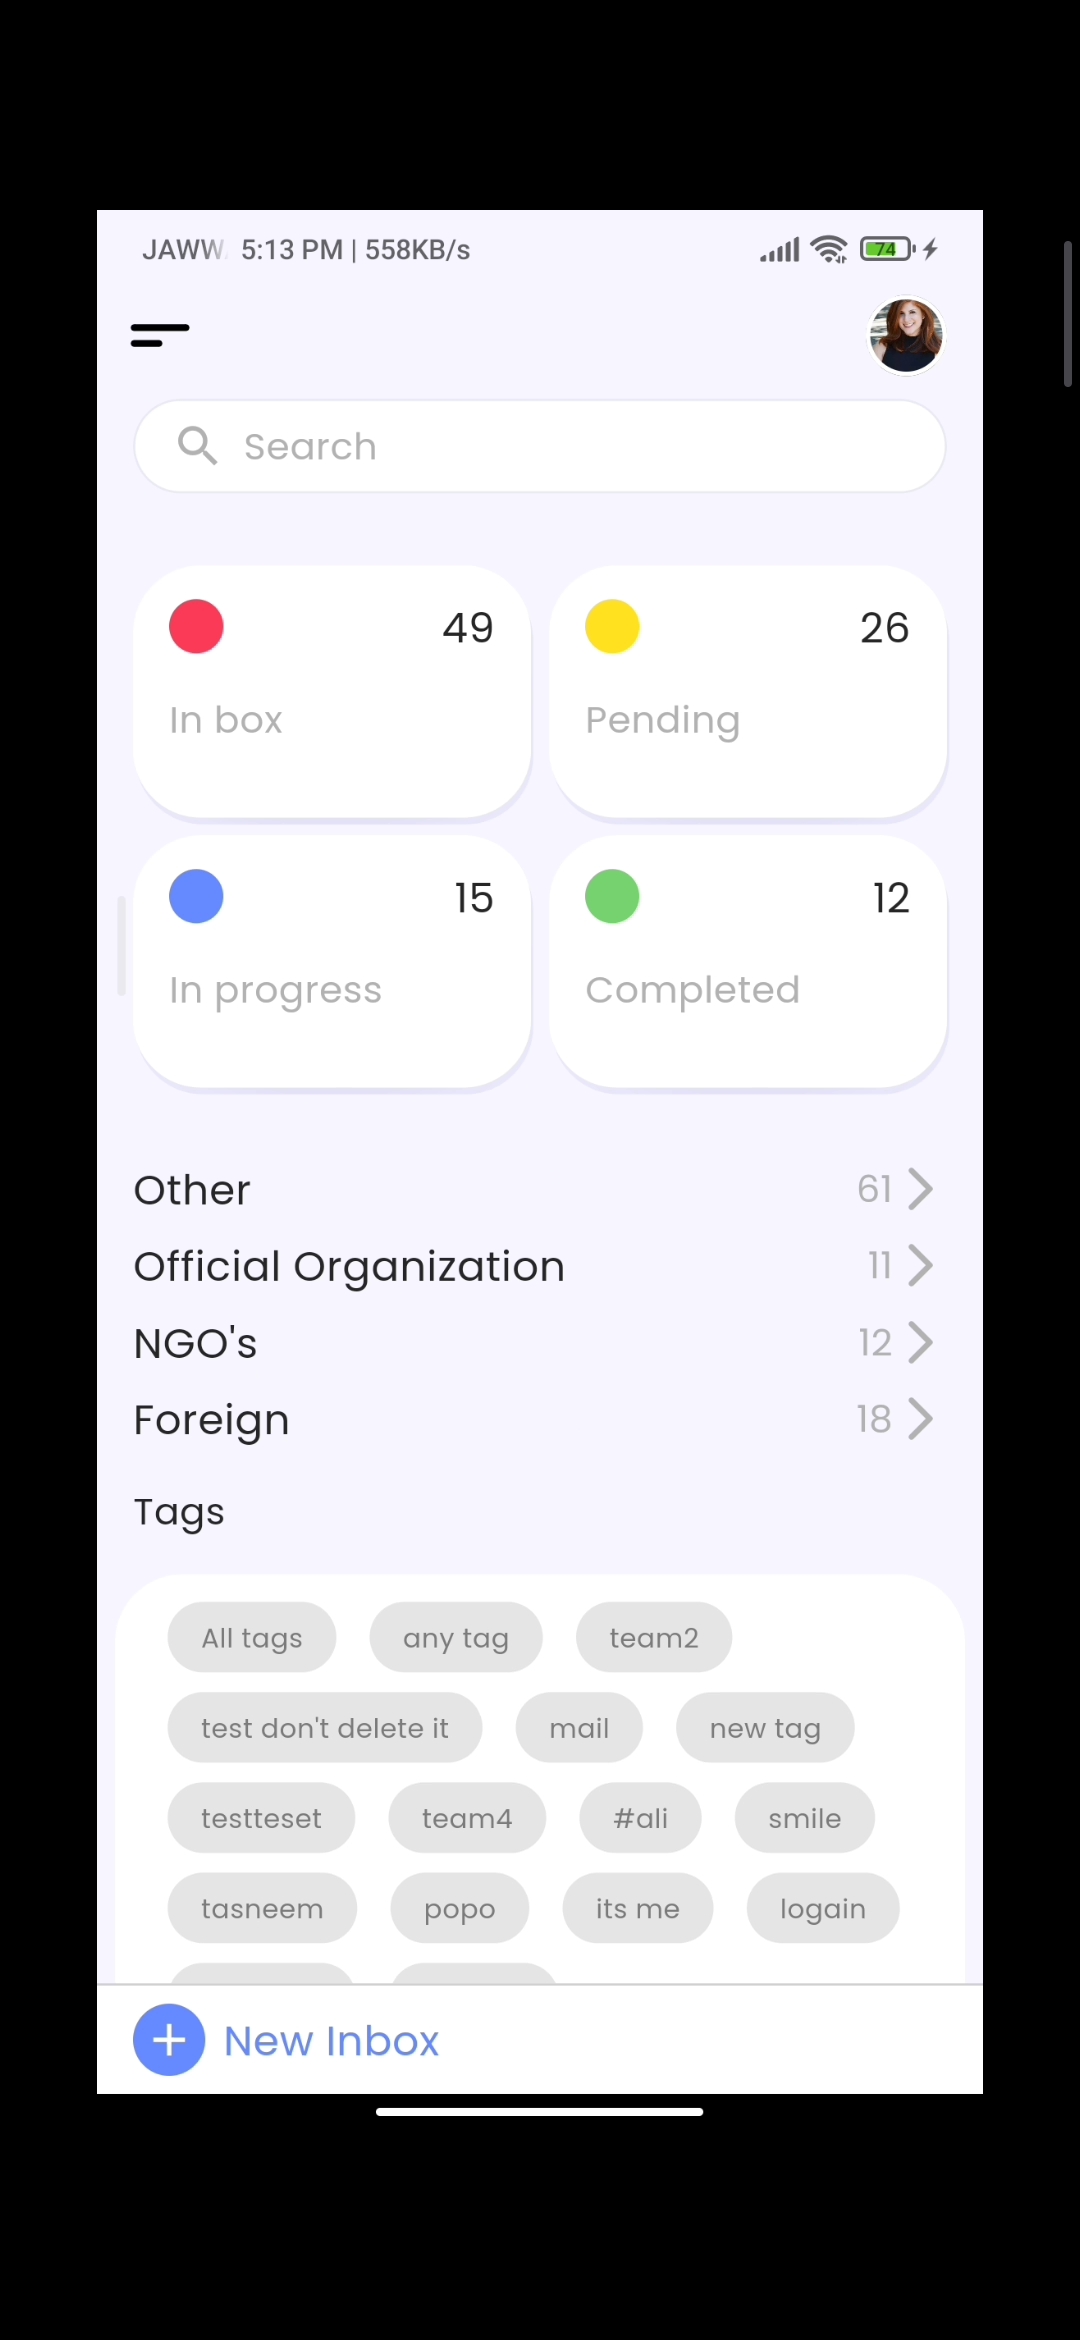 JAWW 5:13 PM | 558KB/s 74
Search
49 26
In box Pending
15 12
In progress Completed
Other 61
Official Organization 11
NGO's 12
Foreign 18
Tags
All tags any tag team2
test don't delete it mail new tag
testteset team4 #ali smile
tasneem popo its me logain
New Inbox